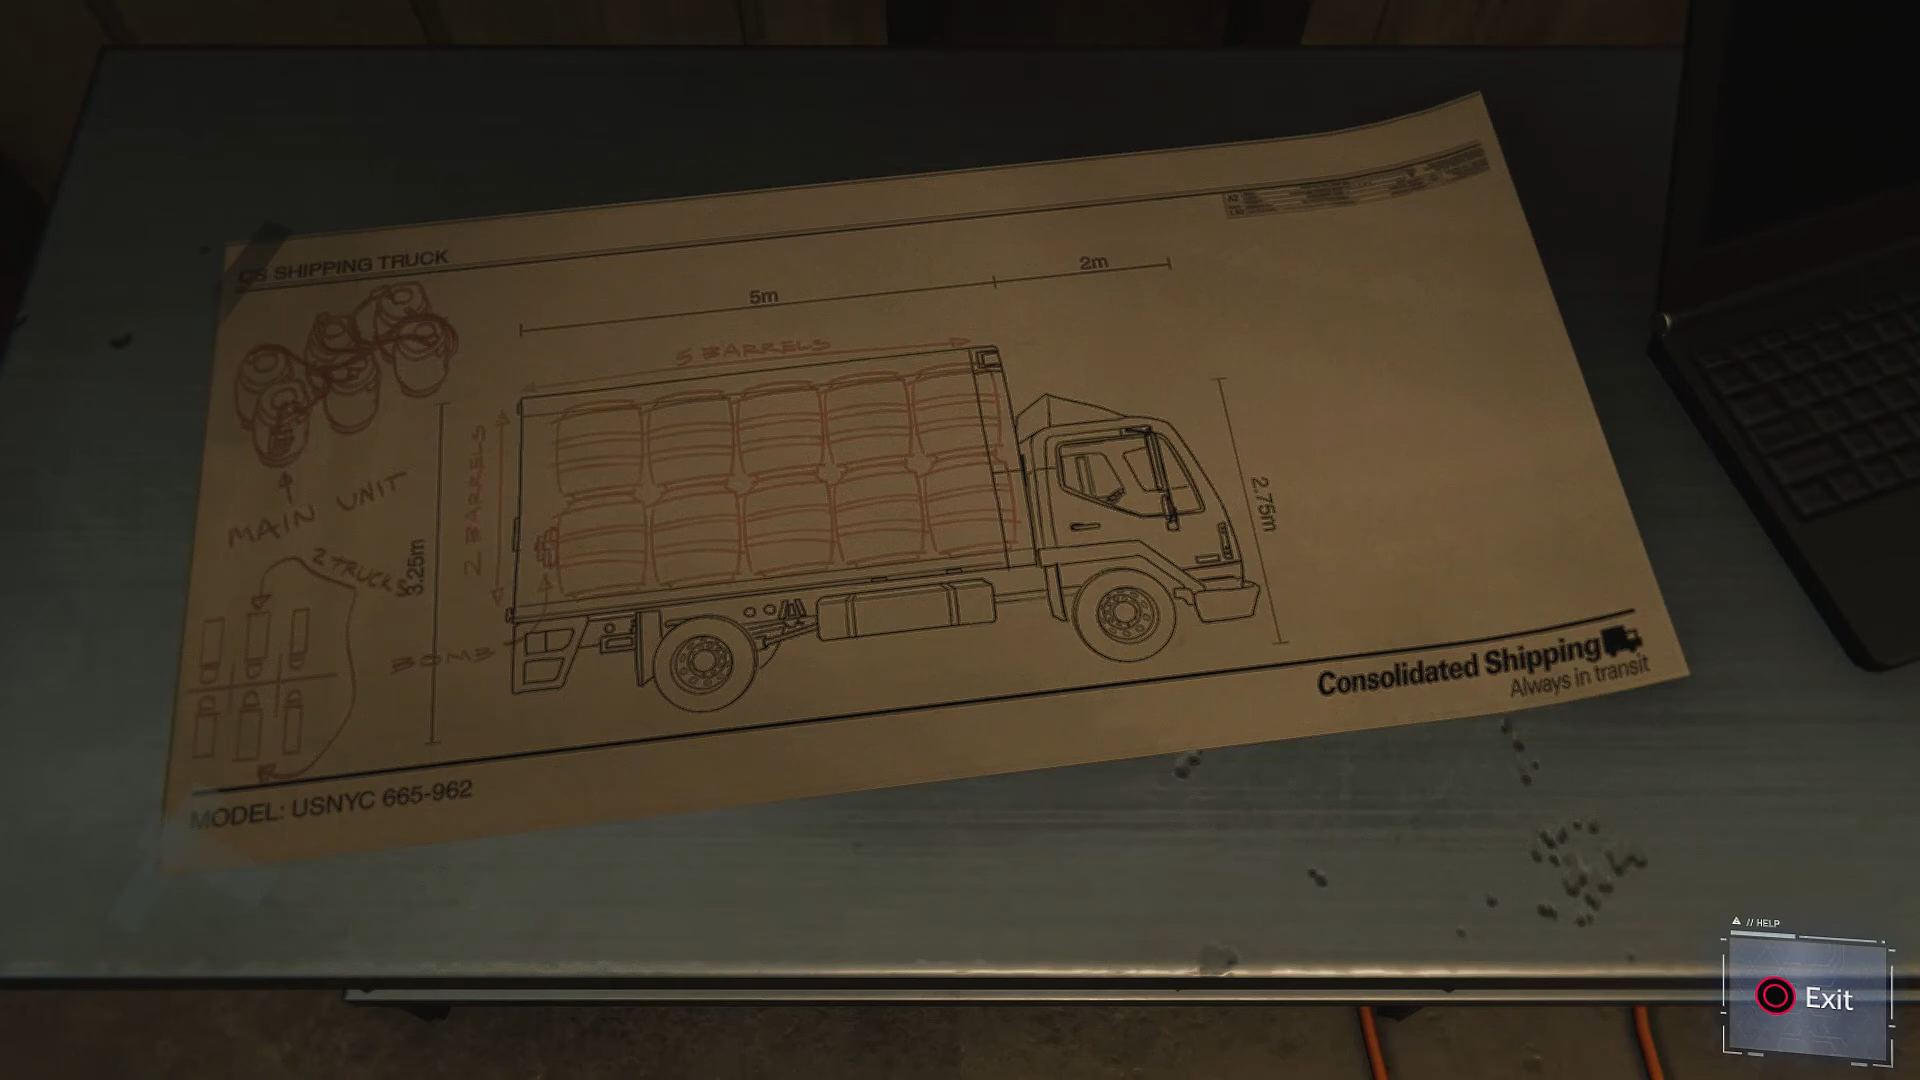 CS SHIPPING TRUCK
5m
2m
5 BARRELS
2 BARRELS
MAIN UNIT
2 TRUCKS
3.25m
2.75m
BOMB
Consolidated Shipping
Always in transit
MODEL: USNYC 665-962
// HELP
Exit